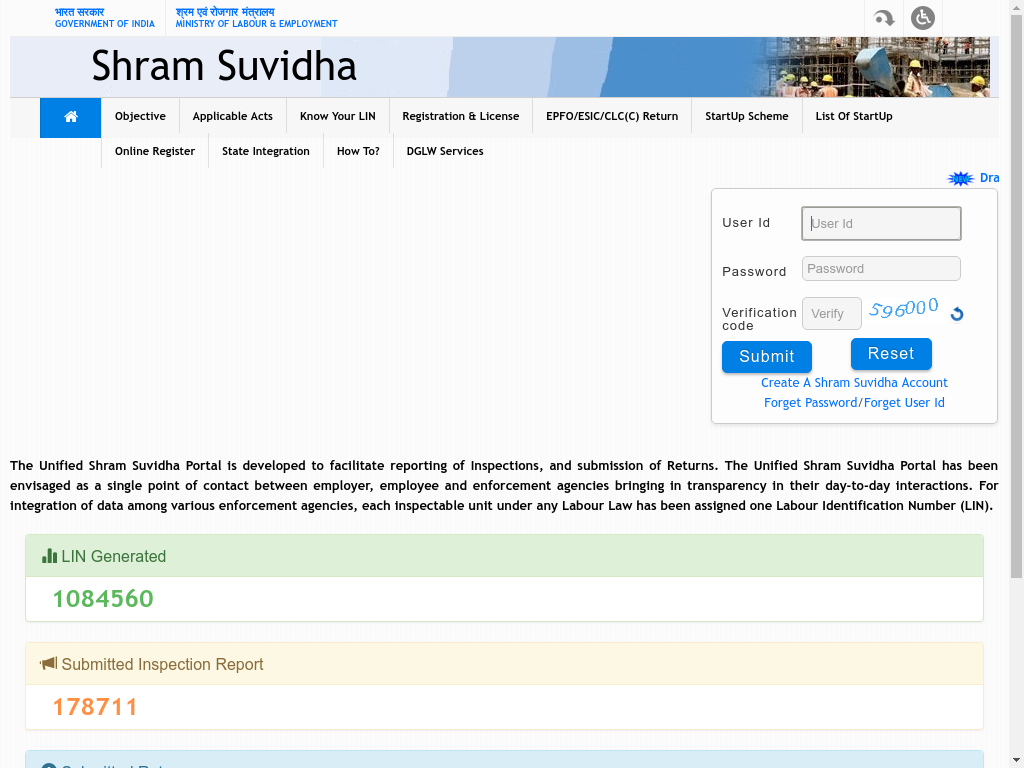 भारत सरकार
GOVERNMENT OF INDIA
श्रम एवं रोजगार मंत्रालय
MINISTRY OF LABOUR & EMPLOYMENT
Shram Suvidha
Objective
Applicable Acts
Know Your LIN
Registration & License
EPFO/ESIC/CLC(C) Return
StartUp Scheme
List Of StartUp
Online Register
State Integration
How To?
DGLW Services
Dra
User Id
User Id
Password
Password
Verification
code
Verify
596000
Submit
Reset
Create A Shram Suvidha Account
Forget Password/Forget User Id
The Unified Shram Suvidha Portal is developed to facilitate reporting of Inspections, and submission of Returns. The Unified Shram Suvidha Portal has been
envisaged as a single point of contact between employer, employee and enforcement agencies bringing in transparency in their day-to-day interactions. For
integration of data among various enforcement agencies, each inspectable unit under any Labour Law has been assigned one Labour Identification Number (LIN).
LIN Generated
1084560
Submitted Inspection Report
178711